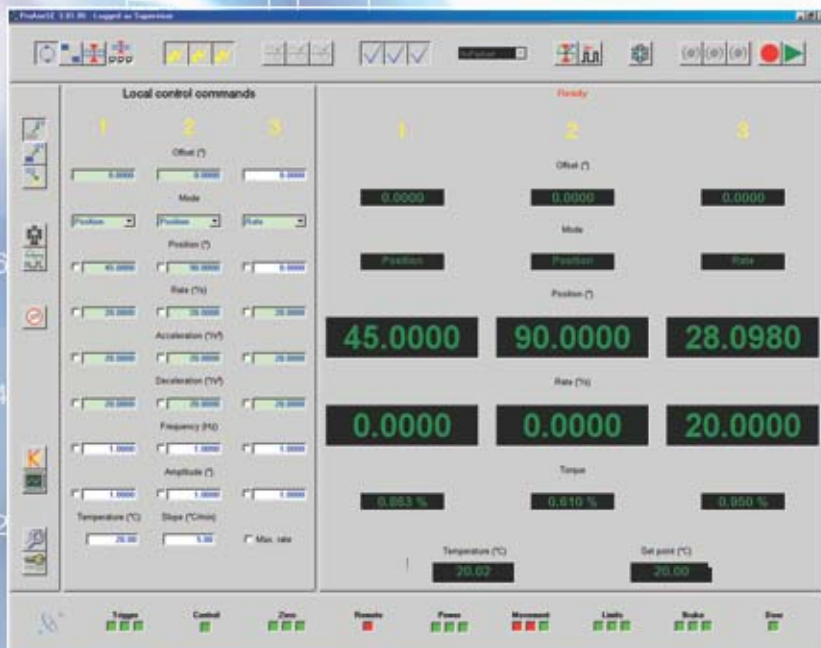 Logged as Supervisor
Local control commands
1 2 3
Offset (°)
0.0000 0.0000 0.0000
Mode
Position Position Rate
Position (°)
45.0000 90.0000 0.0000
Rate (°/s)
20.0000 20.0000 20.0000
Acceleration (°/s²)
20.0000 20.0000 20.0000
Deceleration (°/s²)
20.0000 20.0000 20.0000
Frequency (Hz)
1.0000 1.0000 1.0000
Amplitude (°)
1.0000 1.0000 1.0000
Temperature (°C) Slope (°C/min)
20.00 5.00 Max. rate
Ready
1 2 3
Offset (°)
0.0000 0.0000 0.0000
Mode
Position Position Rate
Position (°)
45.0000 90.0000 28.0980
Rate (°/s)
0.0000 0.0000 20.0000
Torque
0.610 % 0.950 %
Temperature (°C) Set point (°C)
20.02 20.00
Trigger Control Zero Remote Power Movement Limits Brake Door